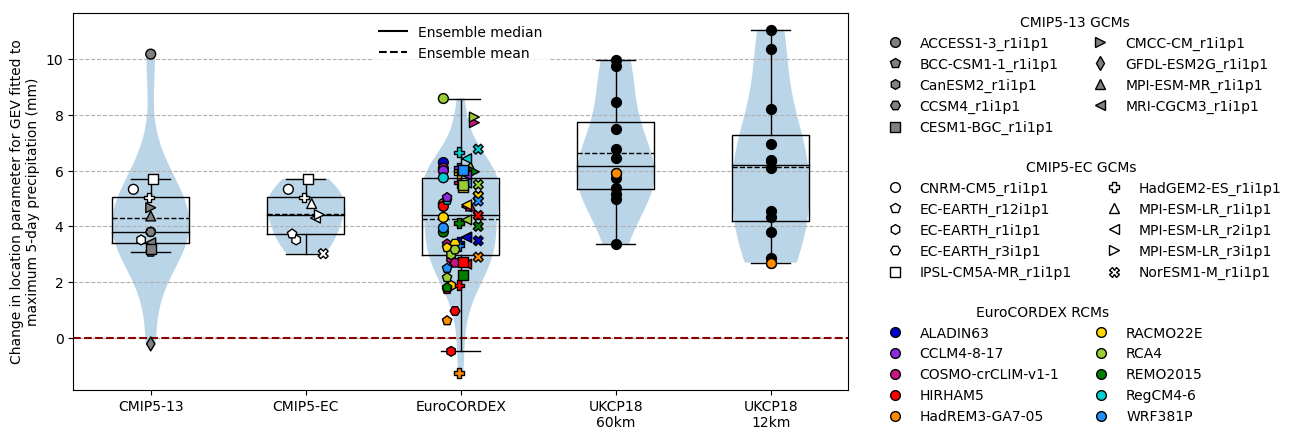 Change in location parameter for GEV fitted to
maximum 5-day precipitation (mm)
10
8
6
4
2
0
Ensemble median
Ensemble mean
CMIP5-13
CMIP5-EC
EuroCORDEX
UKCP18
60km
UKCP18
12km
CMIP5-13 GCMs
ACCESS1-3_r1i1p1
BCC-CSM1-1_r1i1p1
CanESM2_r1i1p1
CCSM4_r1i1p1
CESM1-BGC_r1i1p1
CMCC-CM_r1i1p1
GFDL-ESM2G_r1i1p1
MPI-ESM-MR_r1i1p1
MRI-CGCM3_r1i1p1
CMIP5-EC GCMs
CNRM-CM5_r1i1p1
EC-EARTH_r12i1p1
EC-EARTH_r1i1p1
EC-EARTH_r3i1p1
IPSL-CM5A-MR_r1i1p1
HadGEM2-ES_r1i1p1
MPI-ESM-LR_r1i1p1
MPI-ESM-LR_r2i1p1
MPI-ESM-LR_r3i1p1
NorESM1-M_r1i1p1
EuroCORDEX RCMs
ALADIN63
CCLM4-8-17
COSMO-crCLIM-v1-1
HIRHAM5
HadREM3-GA7-05
RACMO22E
RCA4
REMO2015
RegCM4-6
WRF381P